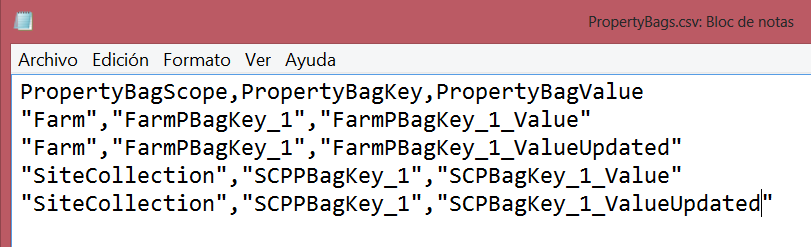 PropertyBags.csv: Bloc de notas
Archivo Edición Formato Ver Ayuda
PropertyBagScope,PropertyBagKey,PropertyBagValue
"Farm","FarmPBagKey_1","FarmPBagKey_1_Value"
"Farm","FarmPBagKey_1","FarmPBagKey_1_ValueUpdated"
"SiteCollection","SCPPBagKey_1","SCPBagKey_1_Value"
"SiteCollection","SCPPBagKey_1","SCPBagKey_1_ValueUpdated"